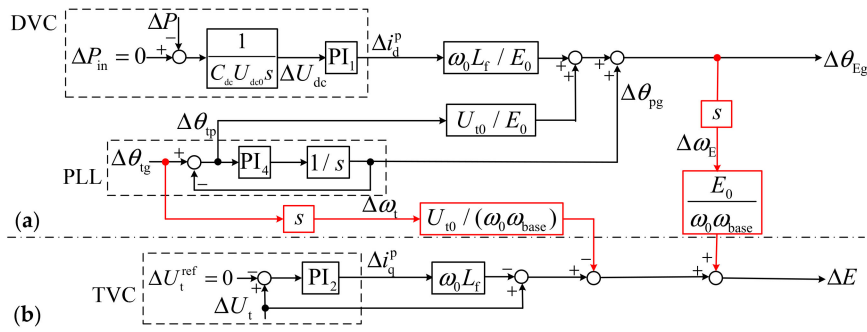 DVC
ΔP
ΔP_in = 0
−
+
1 / (C_dc U_dc0 s)
ΔU_dc
PI_1
Δi_d^p
ω_0 L_f / E_0
+
+
+
+
Δθ_Eg
Δθ_pg
s
Δω_E
E_0 / (ω_0 ω_base)
Δθ_tp
U_t0 / E_0
Δθ_tg
+
−
PI_4
1 / s
PLL
s
Δω_t
U_t0 / (ω_0 ω_base)
(a)
ΔU_t^ref = 0
−
+
PI_2
Δi_q^p
ω_0 L_f
−
+
+
−
+
+
ΔE
ΔU_t
TVC
(b)